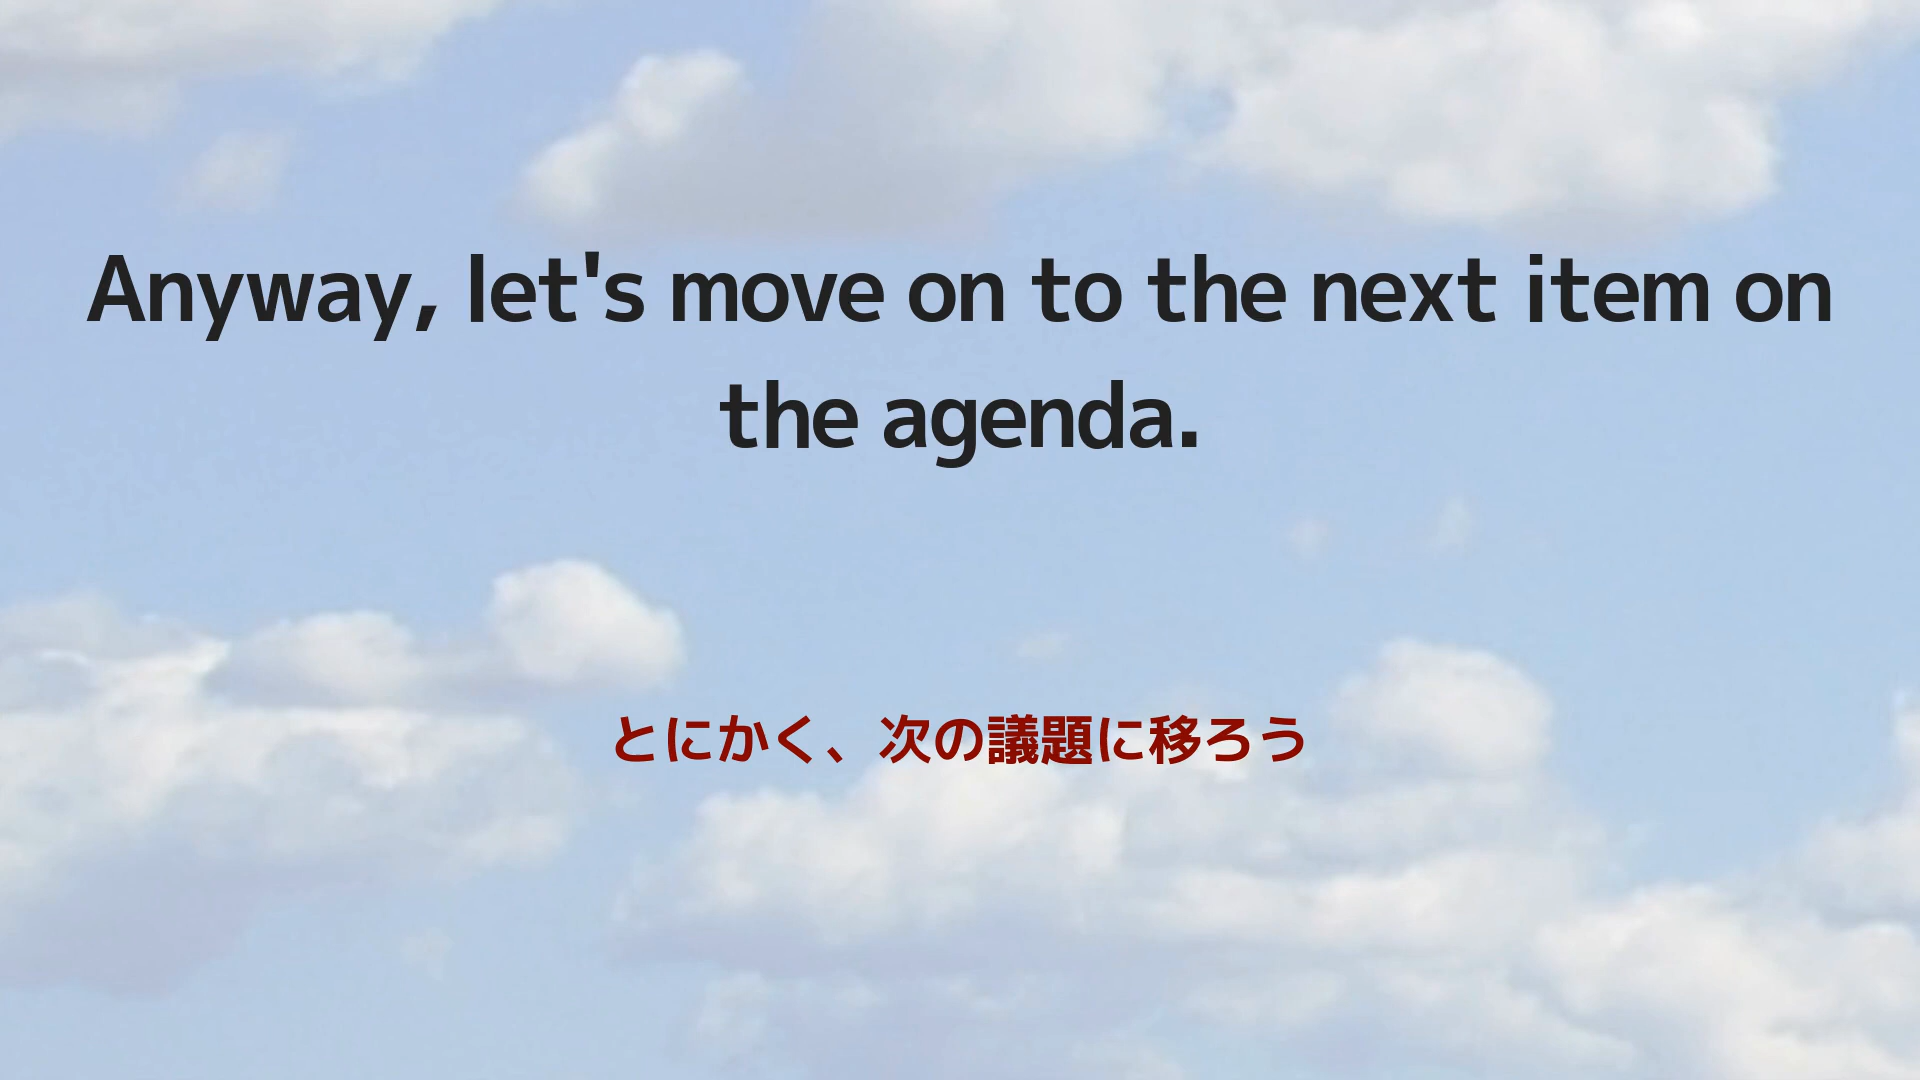 Anyway, let's move on to the next item on
the agenda.
とにかく、次の議題に移ろう